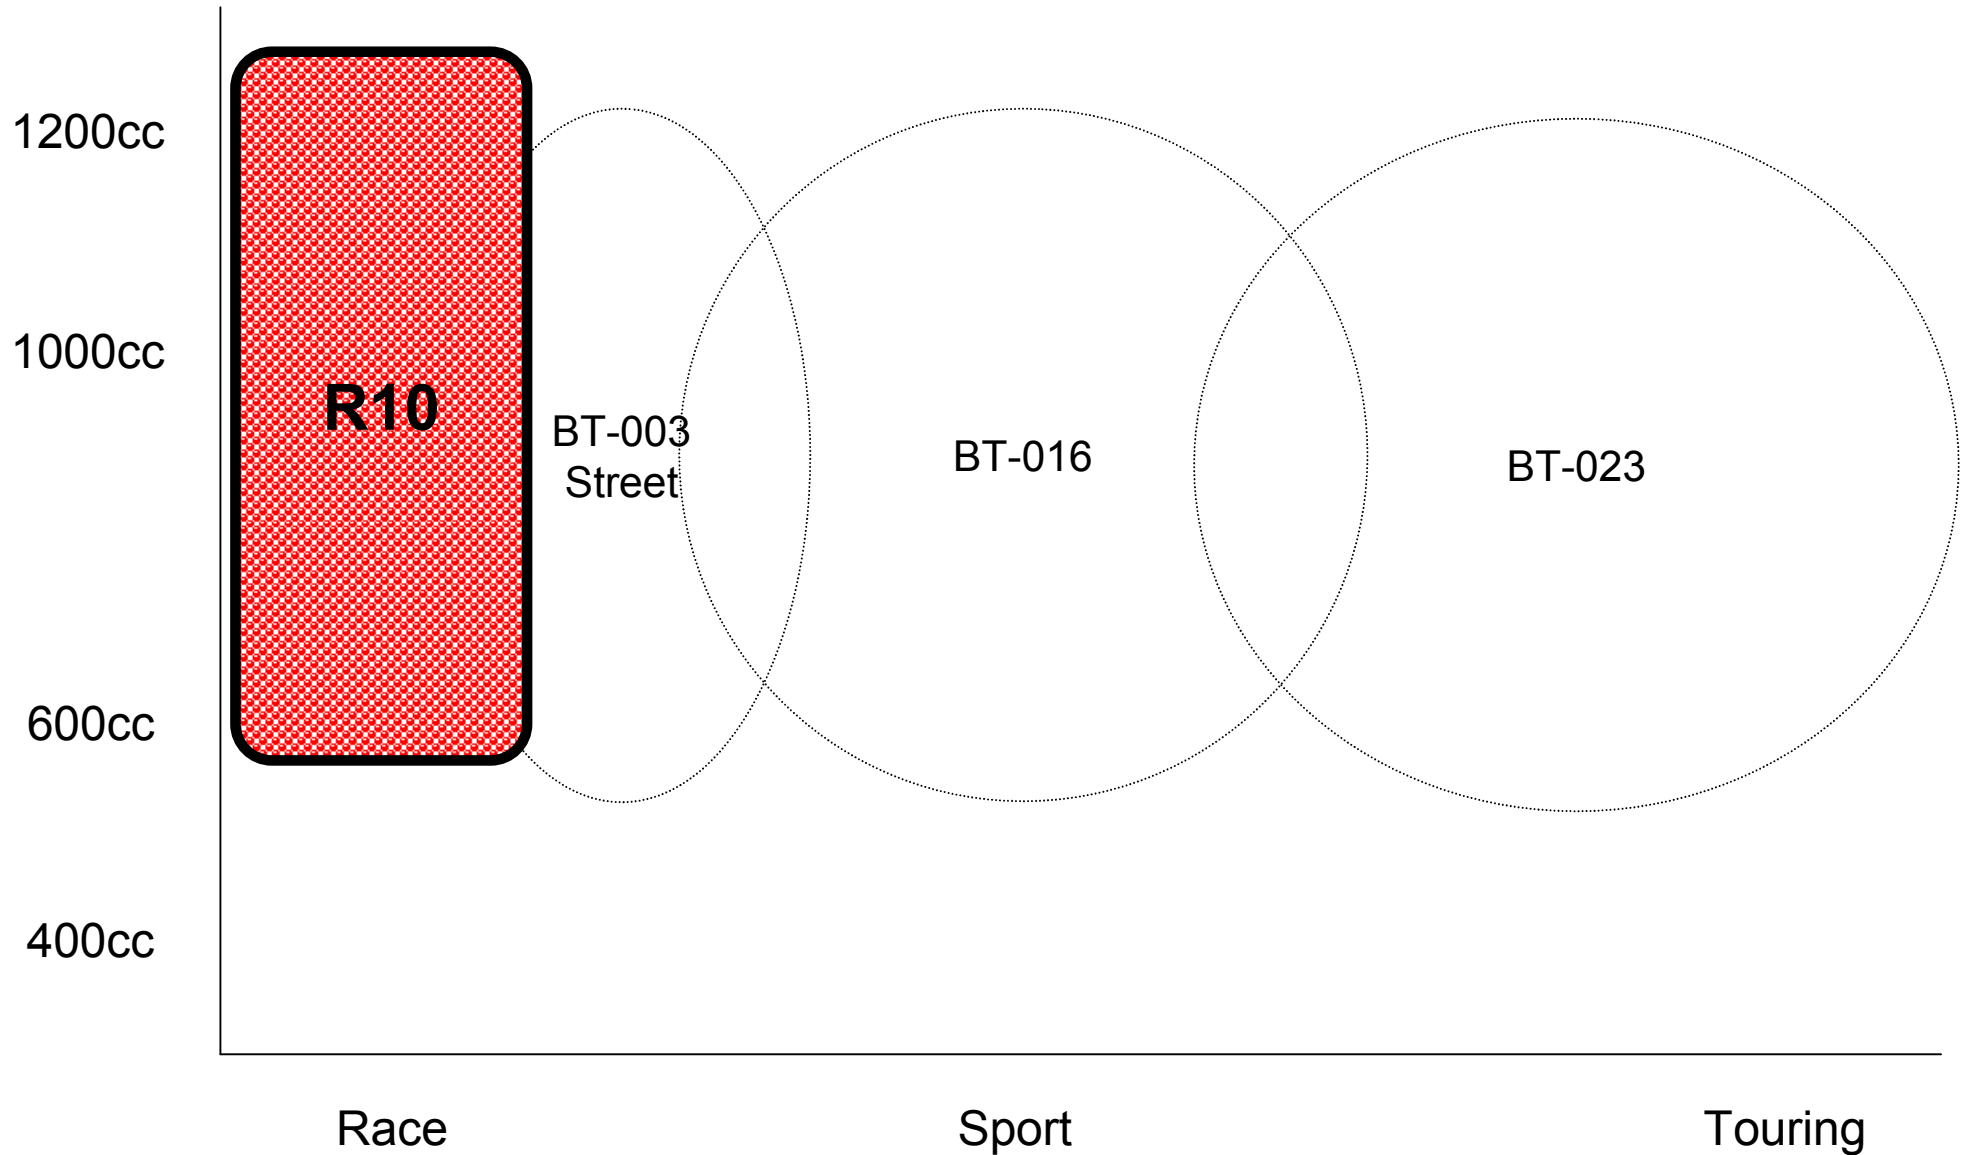 1200cc
1000cc
R10
BT-003
Street
BT-016
BT-023
600cc
400cc
Race
Sport
Touring